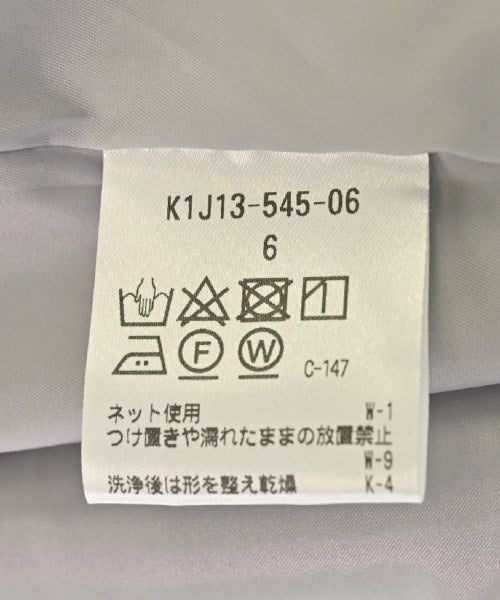 K1J13-545-06
6
F W C-147
ネット使用 W-1
つけ置きや濡れたままの放置禁止
W-9
洗浄後は形を整え乾燥 K-4